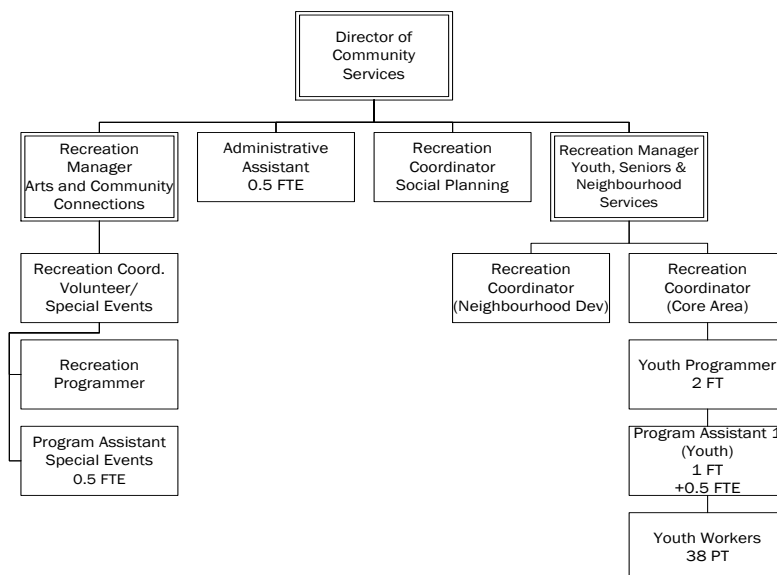 Director of
Community
Services
Recreation
Manager
Arts and Community
Connections
Administrative
Assistant
0.5 FTE
Recreation
Coordinator
Social Planning
Recreation Manager
Youth, Seniors &
Neighbourhood
Services
Recreation Coord.
Volunteer/
Special Events
Recreation
Coordinator
(Neighbourhood Dev)
Recreation
Coordinator
(Core Area)
Recreation
Programmer
Youth Programmer
2 FT
Program Assistant
Special Events
0.5 FTE
Program Assistant 1
(Youth)
1 FT
+0.5 FTE
Youth Workers
38 PT